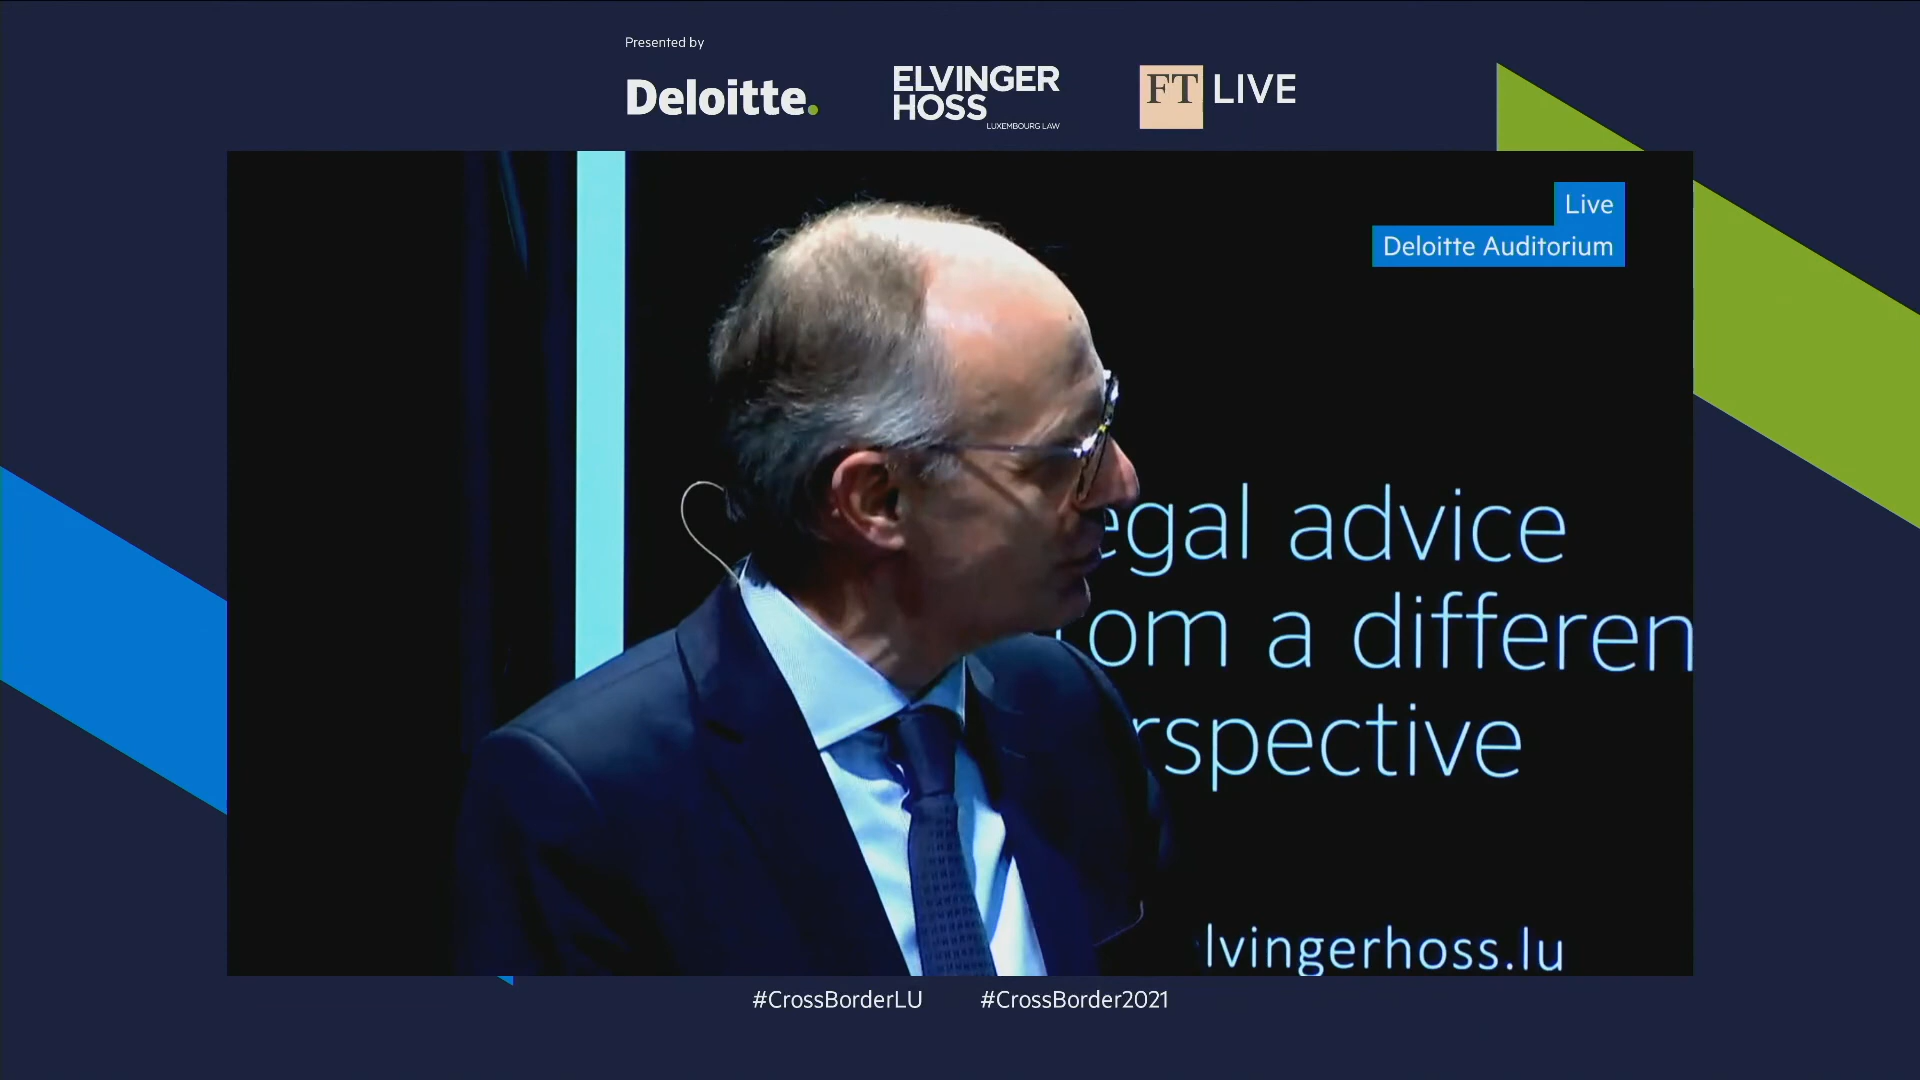 Presented by
Deloitte.
ELVINGER
HOSS
LUXEMBOURG LAW
FT LIVE
Live
Deloitte Auditorium
egal advice
om a differen
rspective
lvingerhoss.lu
#CrossBorderLU #CrossBorder2021